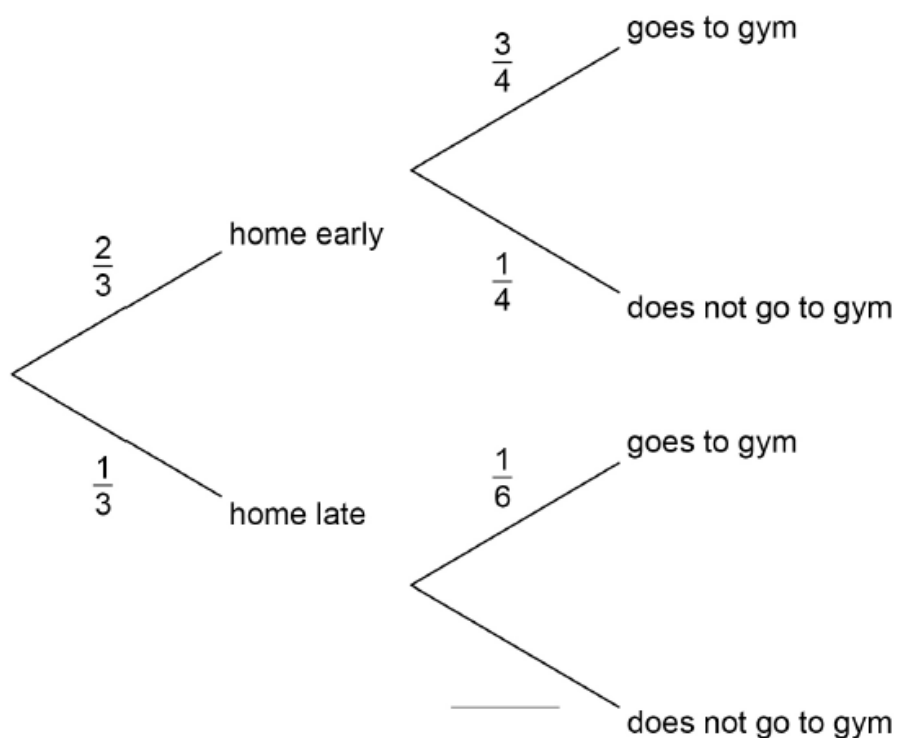 goes to gym
3/4
home early
2/3
1/4
does not go to gym
goes to gym
1/3
1/6
home late
does not go to gym